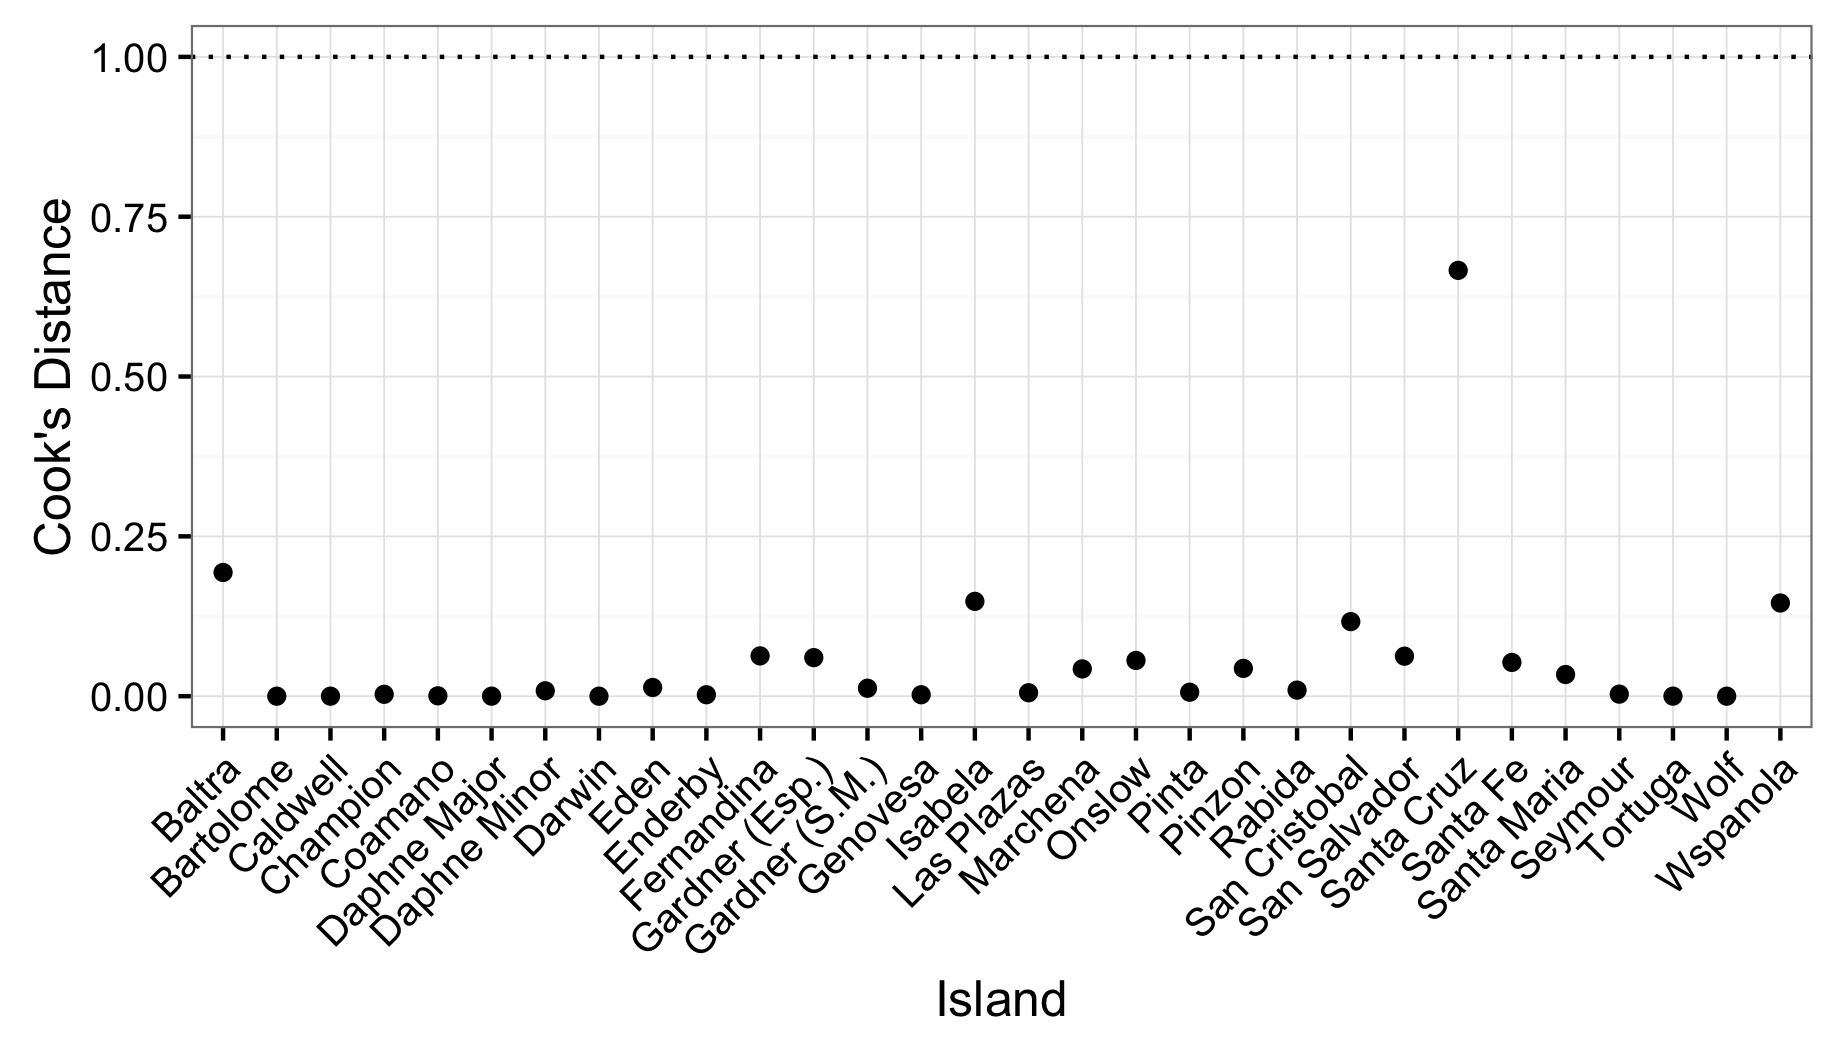 1.00
0.75
0.50
0.25
0.00
Cook's Distance
Baltra
Bartolome
Caldwell
Champion
Coamano
Daphne Major
Daphne Minor
Darwin
Eden
Enderby
Fernandina
Gardner (Esp.)
Gardner (S.M.)
Genovesa
Isabela
Las Plazas
Marchena
Onslow
Pinta
Pinzon
Rabida
San Cristobal
San Salvador
Santa Cruz
Santa Fe
Santa Maria
Seymour
Tortuga
Wolf
Wspanola
Island